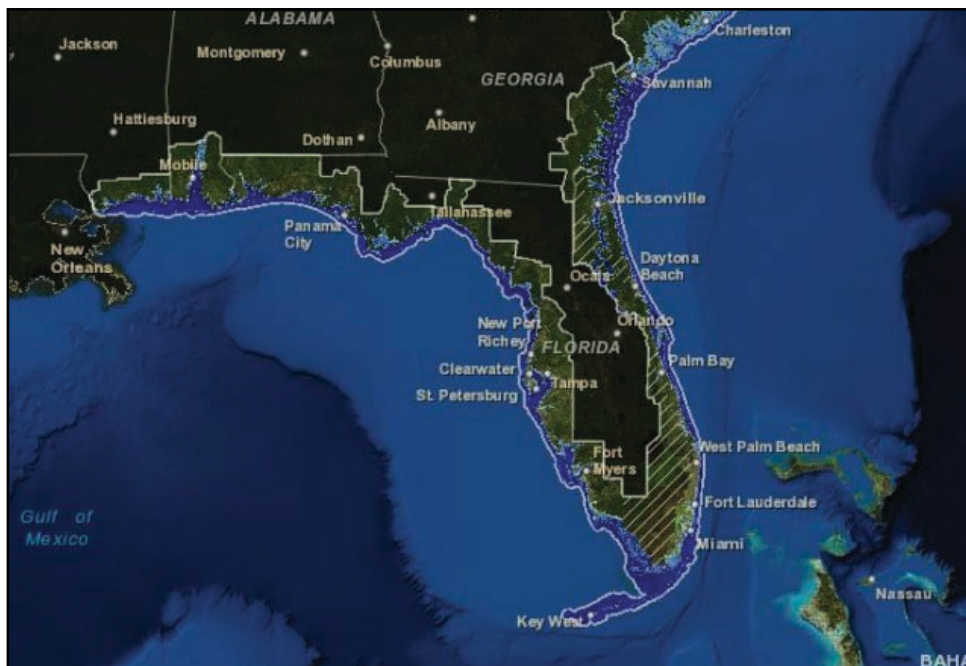 ALABAMA
Charleston
Jackson
Montgomery
Columbus
GEORGIA
Savannah
Hattiesburg
Albany
Dothan
Mobile
Jacksonville
Tallahassee
Panama
City
New
Orleans
Daytona
Beach
Ocala
New Port
Richey
Orlando
FLORIDA
Palm Bay
Clearwater
Tampa
St. Petersburg
West Palm Beach
Fort
Myers
Fort Lauderdale
Gulf of
Mexico
Miami
Nassau
Key West
BAHA